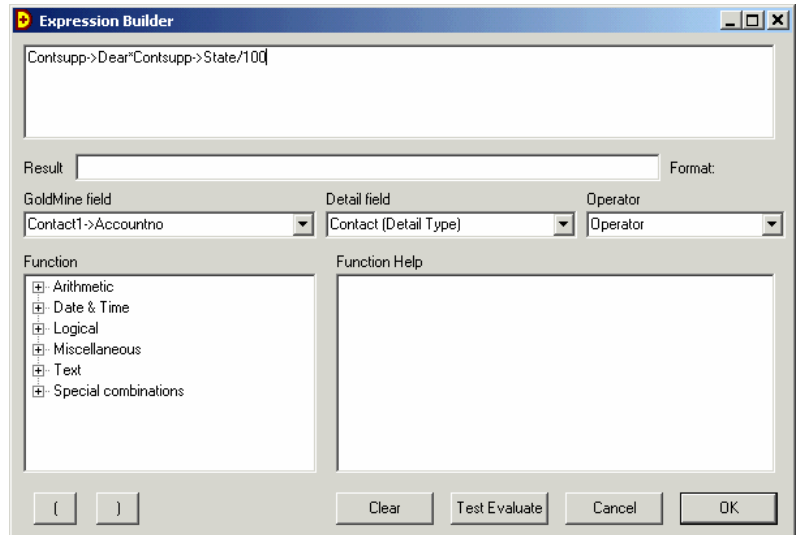 Expression Builder
Contsupp->Dear*Contsupp->State/100
Result Format:
GoldMine field Detail field Operator
Contact1->Accountno Contact (Detail Type) Operator
Function Function Help
Arithmetic
Date & Time
Logical
Miscellaneous
Text
Special combinations
( ) Clear Test Evaluate Cancel OK